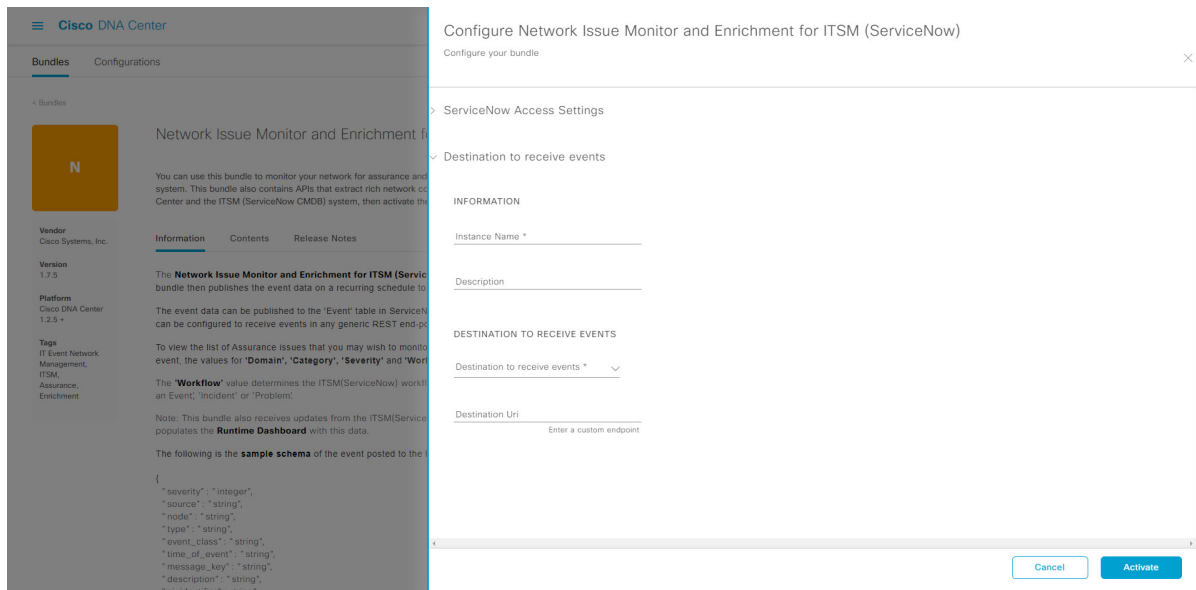 Cisco DNA Center
Bundles Configurations
< Bundles
N
Vendor
Cisco Systems, Inc.
Version
1.7.5
Platform
Cisco DNA Center
1.2.5 +
Tags
IT Event Network
Management,
ITSM,
Assurance,
Enrichment
Network Issue Monitor and Enrichment f
You can use this bundle to monitor your network for assurance and
system. This bundle also contains APIs that extract rich network co
Center and the ITSM (ServiceNow CMDB) system, then activate the
Information Contents Release Notes
The Network Issue Monitor and Enrichment for ITSM (Servic
bundle then publishes the event data on a recurring schedule to
The event data can be published to the 'Event' table in ServiceN
can be configured to receive events in any generic REST end-po
To view the list of Assurance issues that you may wish to monito
event, the values for 'Domain', 'Category', 'Severity' and 'Worl
The 'Workflow' value determines the ITSM(ServiceNow) workfl
an Event', 'Incident' or 'Problem'.
Note: This bundle also receives updates from the ITSM(Service
populates the Runtime Dashboard with this data.
The following is the sample schema of the event posted to the
{
"severity" : "integer",
"source" : "string",
"node" : "string",
"type" : "string",
"event_class" : "string",
"time_of_event" : "string",
"message_key" : "string",
"description" : "string",
Configure Network Issue Monitor and Enrichment for ITSM (ServiceNow)
Configure your bundle
ServiceNow Access Settings
Destination to receive events
INFORMATION
Instance Name *
Description
DESTINATION TO RECEIVE EVENTS
Destination to receive events *
Destination Uri
Enter a custom endpoint
Cancel Activate